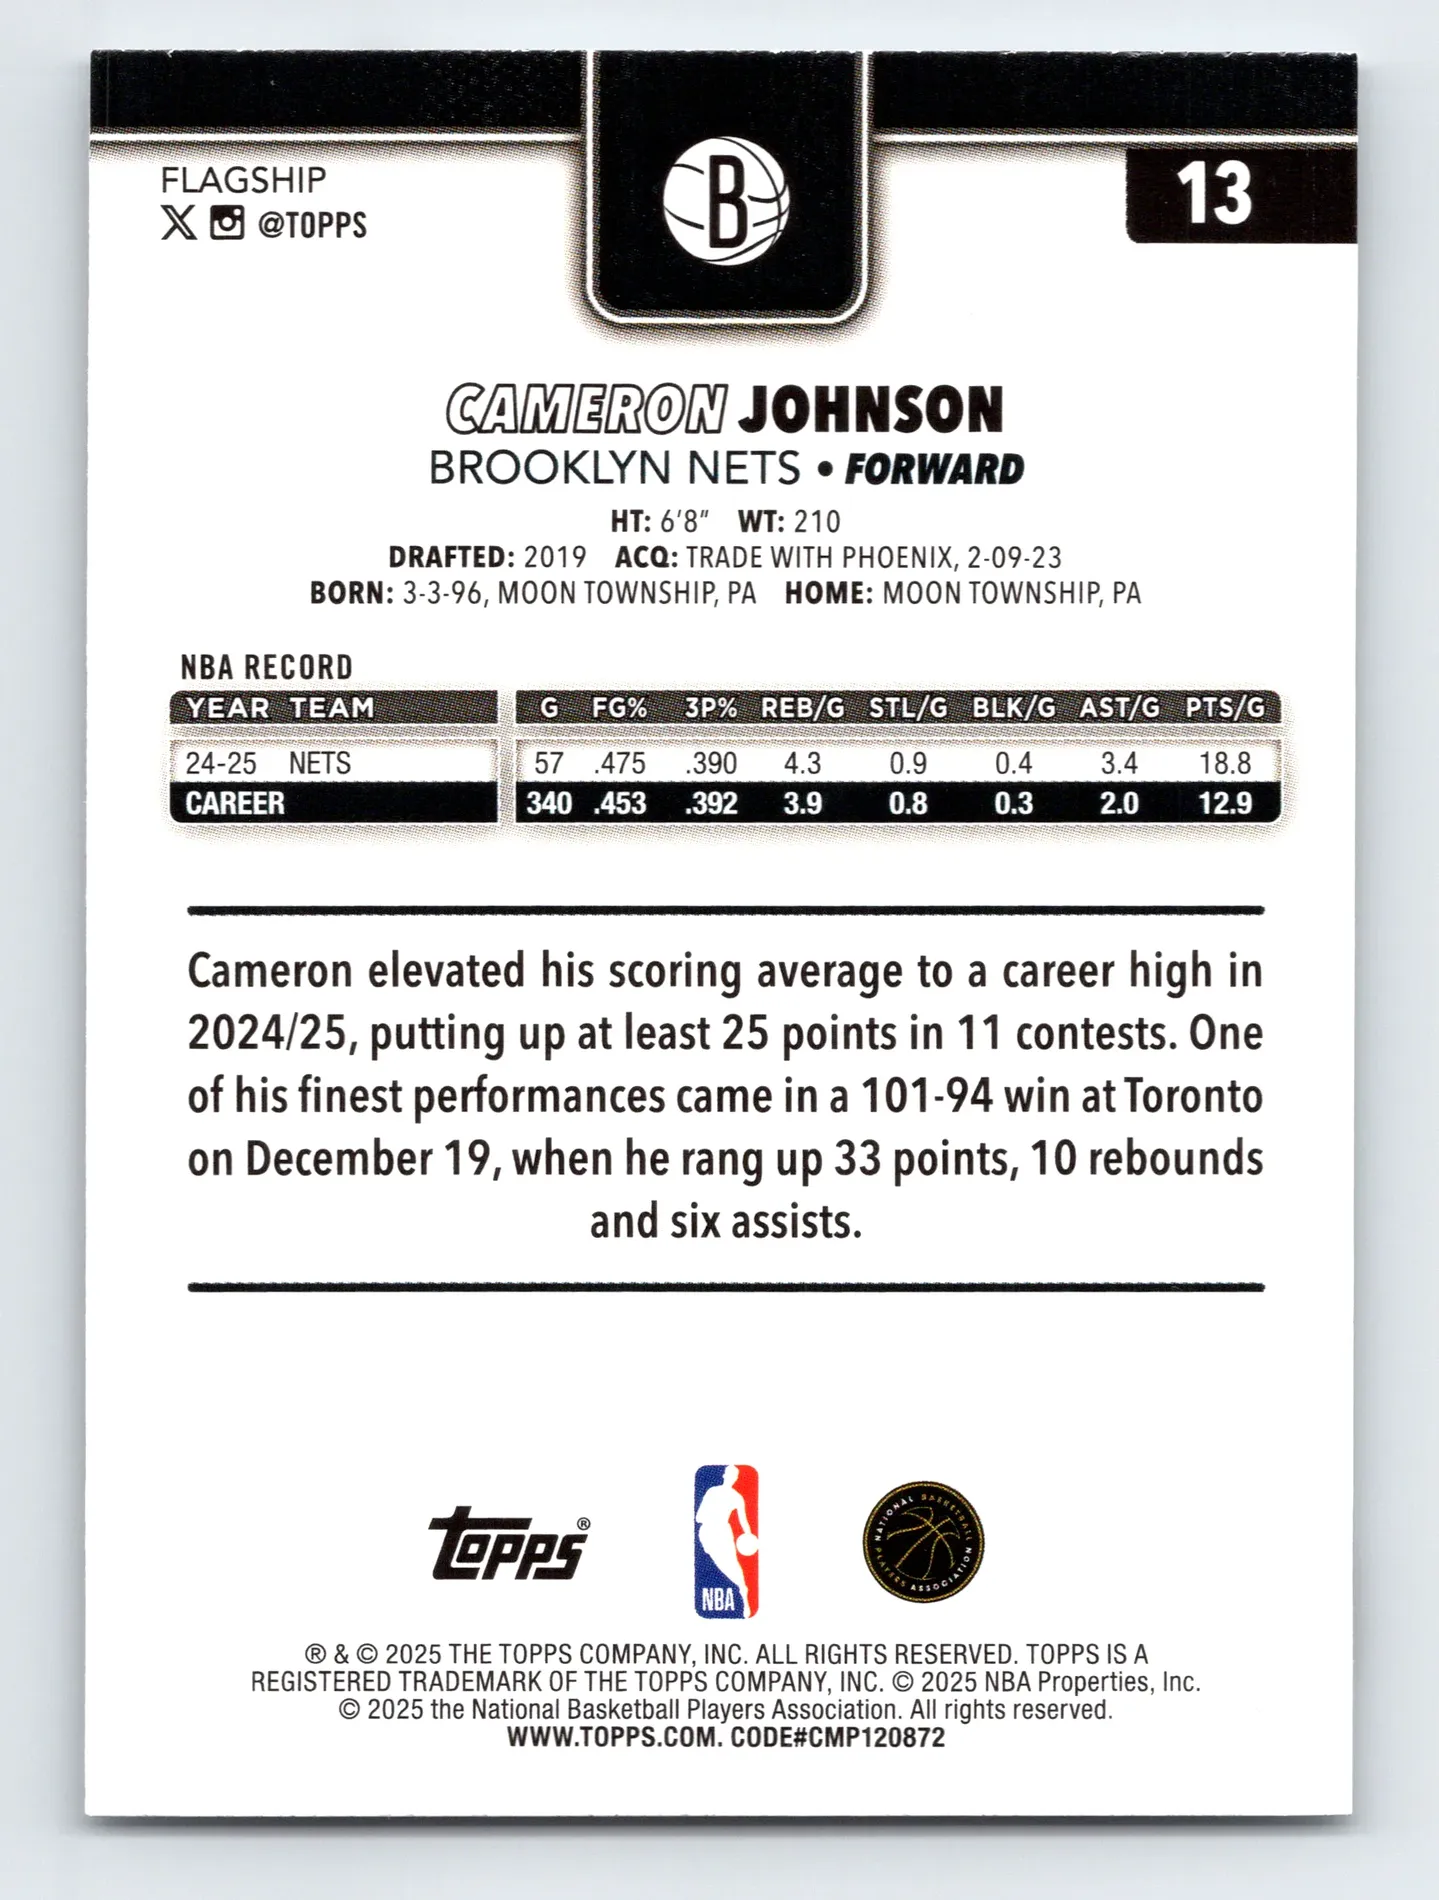 FLAGSHIP
@TOPPS
B
13
CAMERON JOHNSON
BROOKLYN NETS • FORWARD
HT: 6'8" WT: 210
DRAFTED: 2019 ACQ: TRADE WITH PHOENIX, 2-09-23
BORN: 3-3-96, MOON TOWNSHIP, PA HOME: MOON TOWNSHIP, PA
NBA RECORD
YEAR TEAM G FG% 3P% REB/G STL/G BLK/G AST/G PTS/G
24-25 NETS 57 .475 .390 4.3 0.9 0.4 3.4 18.8
CAREER 340 .453 .392 3.9 0.8 0.3 2.0 12.9
Cameron elevated his scoring average to a career high in
2024/25, putting up at least 25 points in 11 contests. One
of his finest performances came in a 101-94 win at Toronto
on December 19, when he rang up 33 points, 10 rebounds
and six assists.
TOPPS®
NBA
NATIONAL BASKETBALL PLAYERS ASSOCIATION
® & © 2025 THE TOPPS COMPANY, INC. ALL RIGHTS RESERVED. TOPPS IS A
REGISTERED TRADEMARK OF THE TOPPS COMPANY, INC. © 2025 NBA Properties, Inc.
© 2025 the National Basketball Players Association. All rights reserved.
WWW.TOPPS.COM. CODE#CMP120872